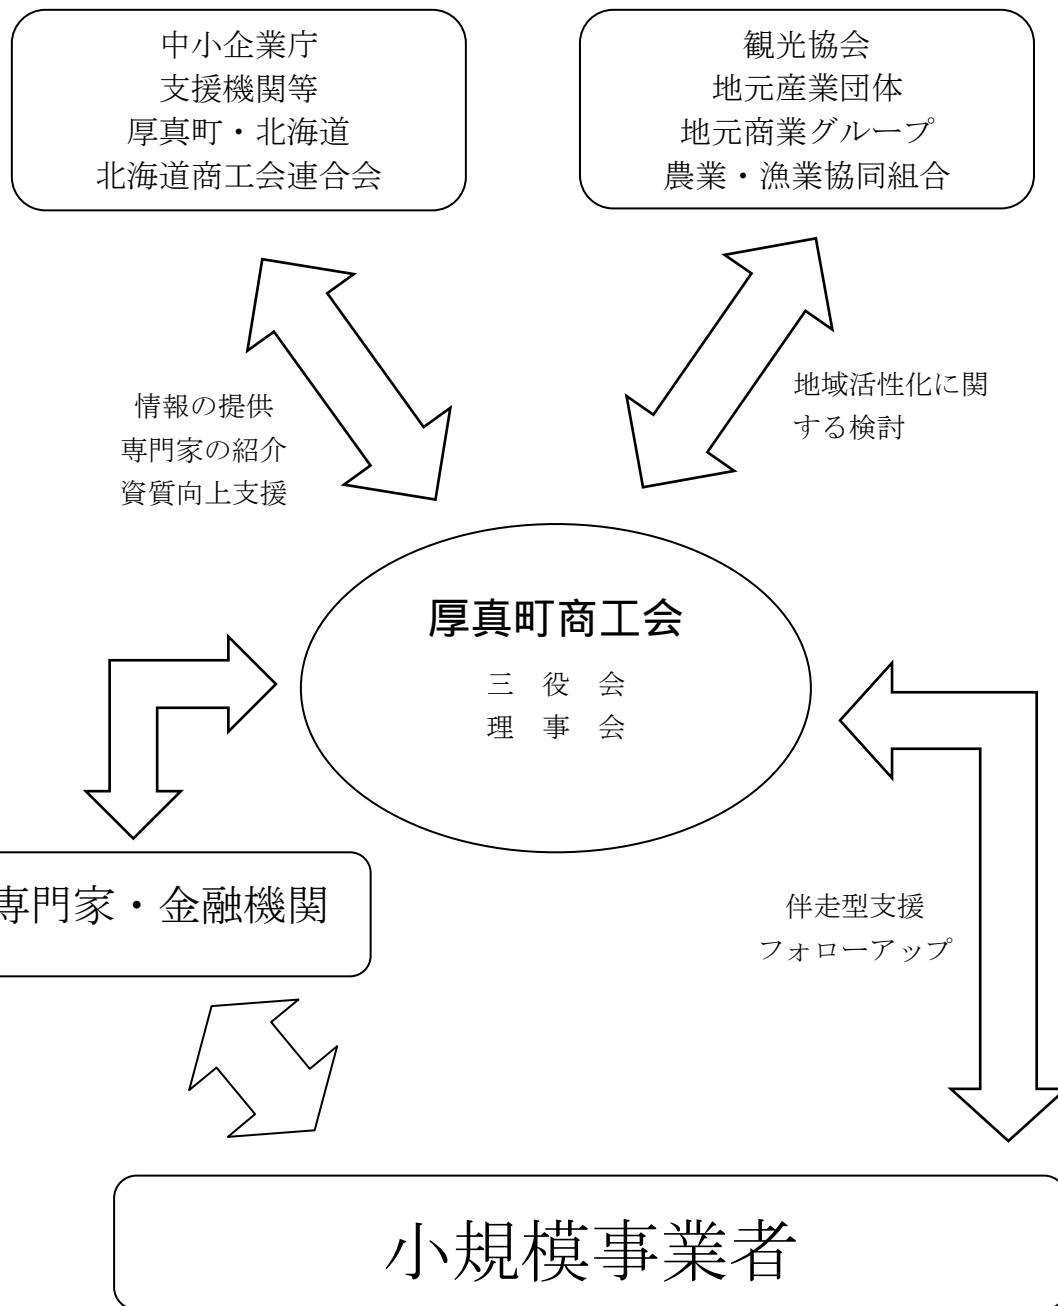 中小企業庁
支援機関等
厚真町・北海道
北海道商工会連合会
観光協会
地元産業団体
地元商業グループ
農業・漁業協同組合
情報の提供
専門家の紹介
資質向上支援
地域活性化に関
する検討
厚真町商工会
三　役　会
理　事　会
専門家・金融機関
伴走型支援
フォローアップ
小規模事業者